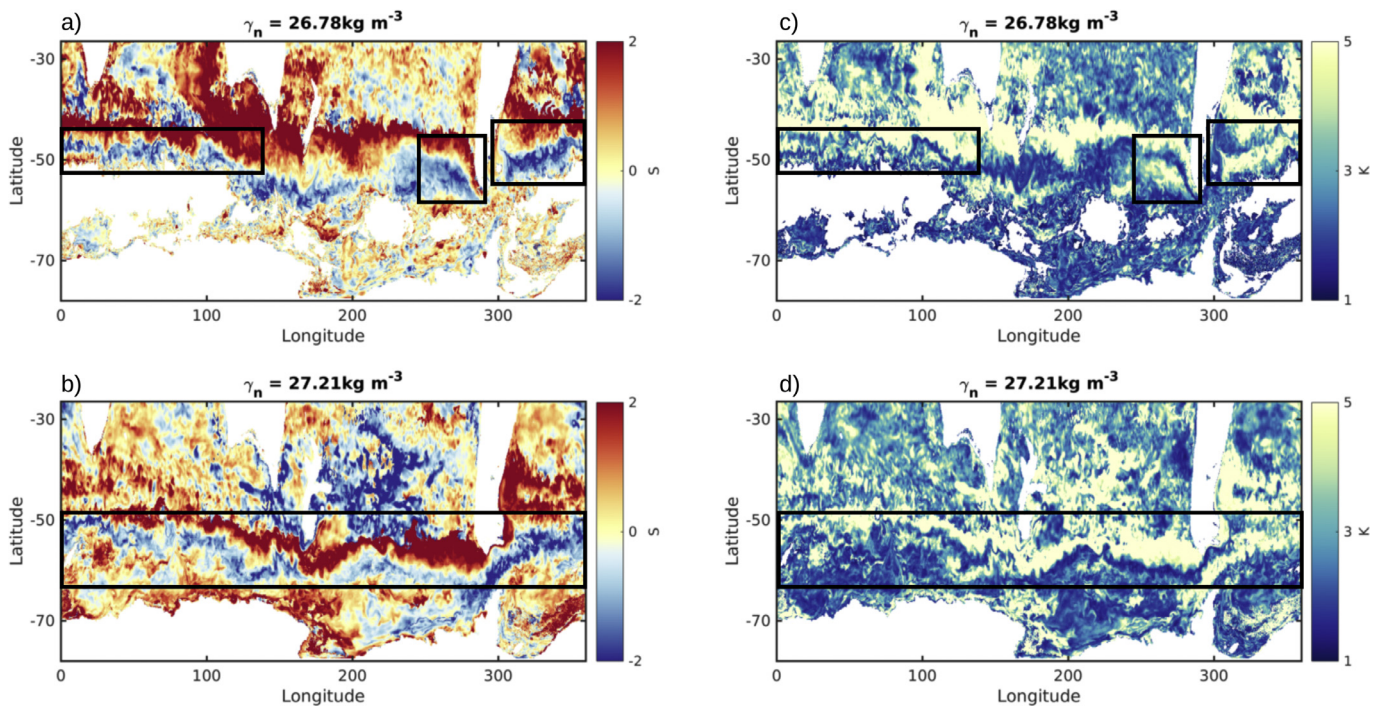 a)
γn = 26.78kg m-3
-30
-50
-70
Latitude
0
100
200
300
Longitude
2
0
-2
S
c)
γn = 26.78kg m-3
-30
-50
-70
Latitude
0
100
200
300
Longitude
5
3
1
K
b)
γn = 27.21kg m-3
-30
-50
-70
Latitude
0
100
200
300
Longitude
2
0
-2
S
d)
γn = 27.21kg m-3
-30
-50
-70
Latitude
0
100
200
300
Longitude
5
3
1
K